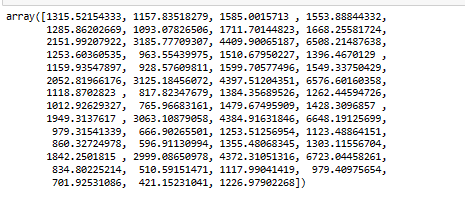 array([1315.52154333, 1157.83518279, 1585.0015713 , 1553.88844332,
1285.86202669, 1093.07826506, 1711.70144823, 1668.25581724,
2151.99207922, 3185.77709307, 4409.90065187, 6508.21487638,
1253.60360535, 963.55439975, 1510.67950227, 1396.4670129 ,
1159.93547897, 928.57609811, 1599.70577496, 1549.33750429,
2052.81966176, 3125.18456072, 4397.51204351, 6576.60160358,
1118.8702823 , 817.82347679, 1384.35689526, 1262.44594726,
1012.92629327, 765.96683161, 1479.67495909, 1428.3096857 ,
1949.3137617 , 3063.10879058, 4384.91631846, 6648.19125699,
979.31541339, 666.90265501, 1253.51256954, 1123.48864151,
860.32724978, 596.91130994, 1355.48068345, 1303.11556704,
1842.2501815 , 2999.08650978, 4372.31051316, 6723.04458261,
834.80225214, 510.59151471, 1117.99041419, 979.40975654,
701.92531086, 421.15231041, 1226.97902268])